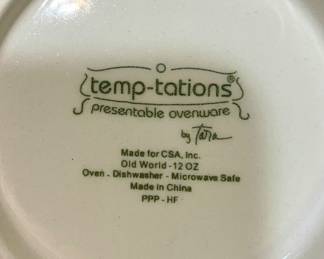 temp-tations®
presentable ovenware
by Tara
Made for CSA, Inc.
Old World - 12 OZ
Oven - Dishwasher - Microwave Safe
Made in China
PPP - HF